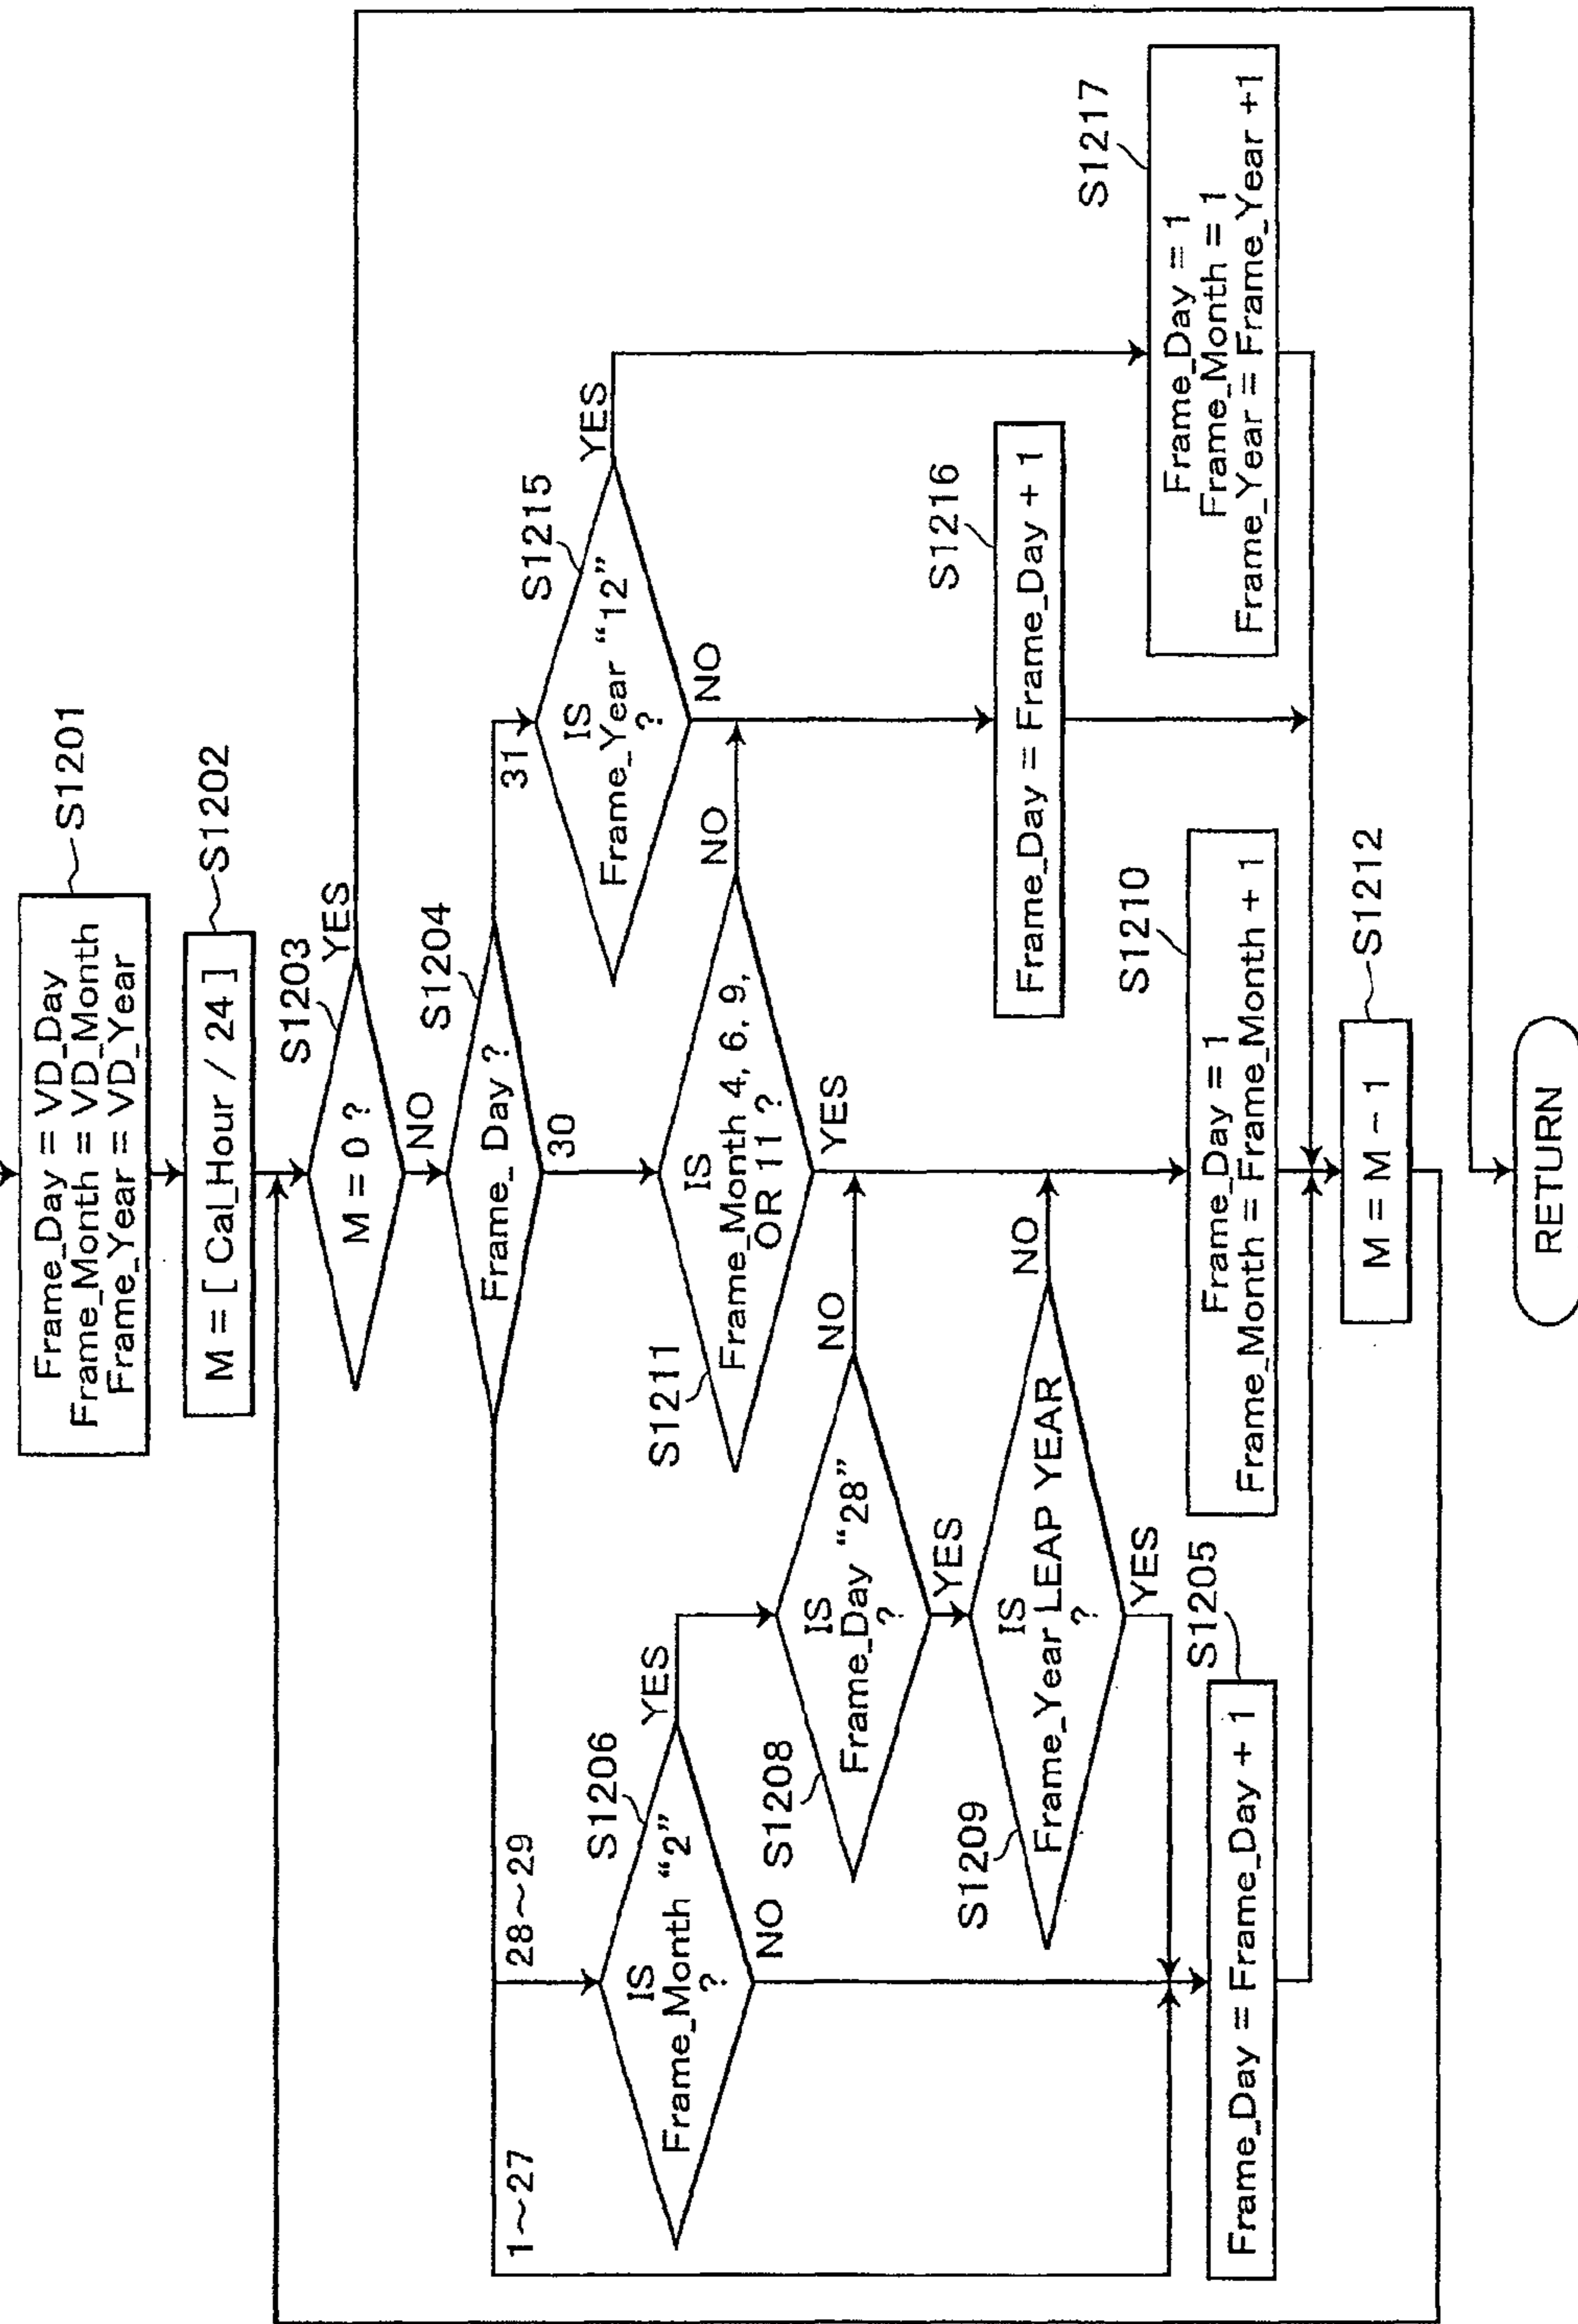 Frame_Day = VD_Day
Frame_Month = VD_Month
Frame_Year = VD_Year
S1201
M = [ Cal_Hour / 24 ]
S1202
M = 0 ?
S1203
YES
NO
Frame_Day ?
S1204
1～27
28～29
30
31
IS
Frame_Month “2”
?
S1206
YES
NO
IS
Frame_Day “28”
?
S1208
NO
YES
IS
Frame_Year LEAP YEAR
?
S1209
NO
YES
IS
Frame_Month 4, 6, 9,
OR 11 ?
S1211
NO
YES
IS
Frame_Year “12”
?
S1215
YES
NO
Frame_Day = Frame_Day + 1
S1205
Frame_Day = 1
Frame_Month = Frame_Month + 1
S1210
Frame_Day = Frame_Day + 1
S1216
Frame_Day = 1
Frame_Month = 1
Frame_Year = Frame_Year +1
S1217
M = M − 1
S1212
RETURN